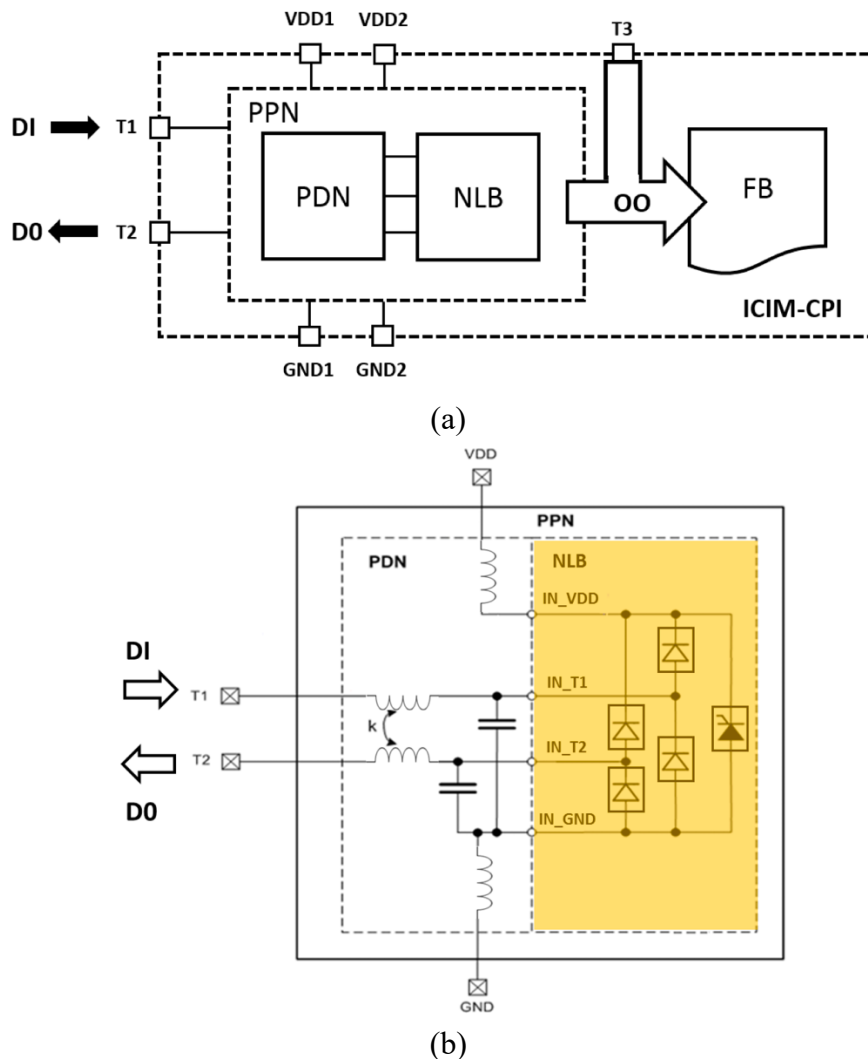 VDD1 VDD2 T3
PPN
DI T1
PDN NLB OO FB
D0 T2
ICIM-CPI
GND1 GND2
(a)
VDD
PPN
PDN NLB
IN_VDD
DI
T1 IN_T1
k
T2 IN_T2
D0
IN_GND
GND
(b)